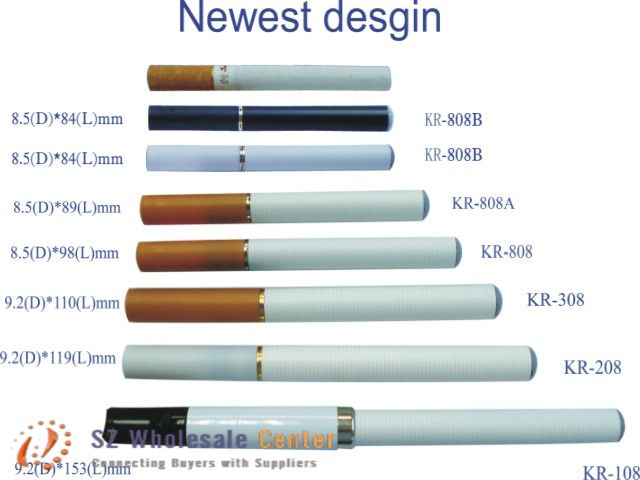 Newest desgin
8.5(D)*84(L)mm KR-808B
8.5(D)*84(L)mm KR-808B
8.5(D)*89(L)mm KR-808A
8.5(D)*98(L)mm KR-808
9.2(D)*110(L)mm KR-308
9.2(D)*119(L)mm KR-208
SZ Wholesale Center
Connecting Buyers with Suppliers
9.2(D)*153(L)mm KR-108